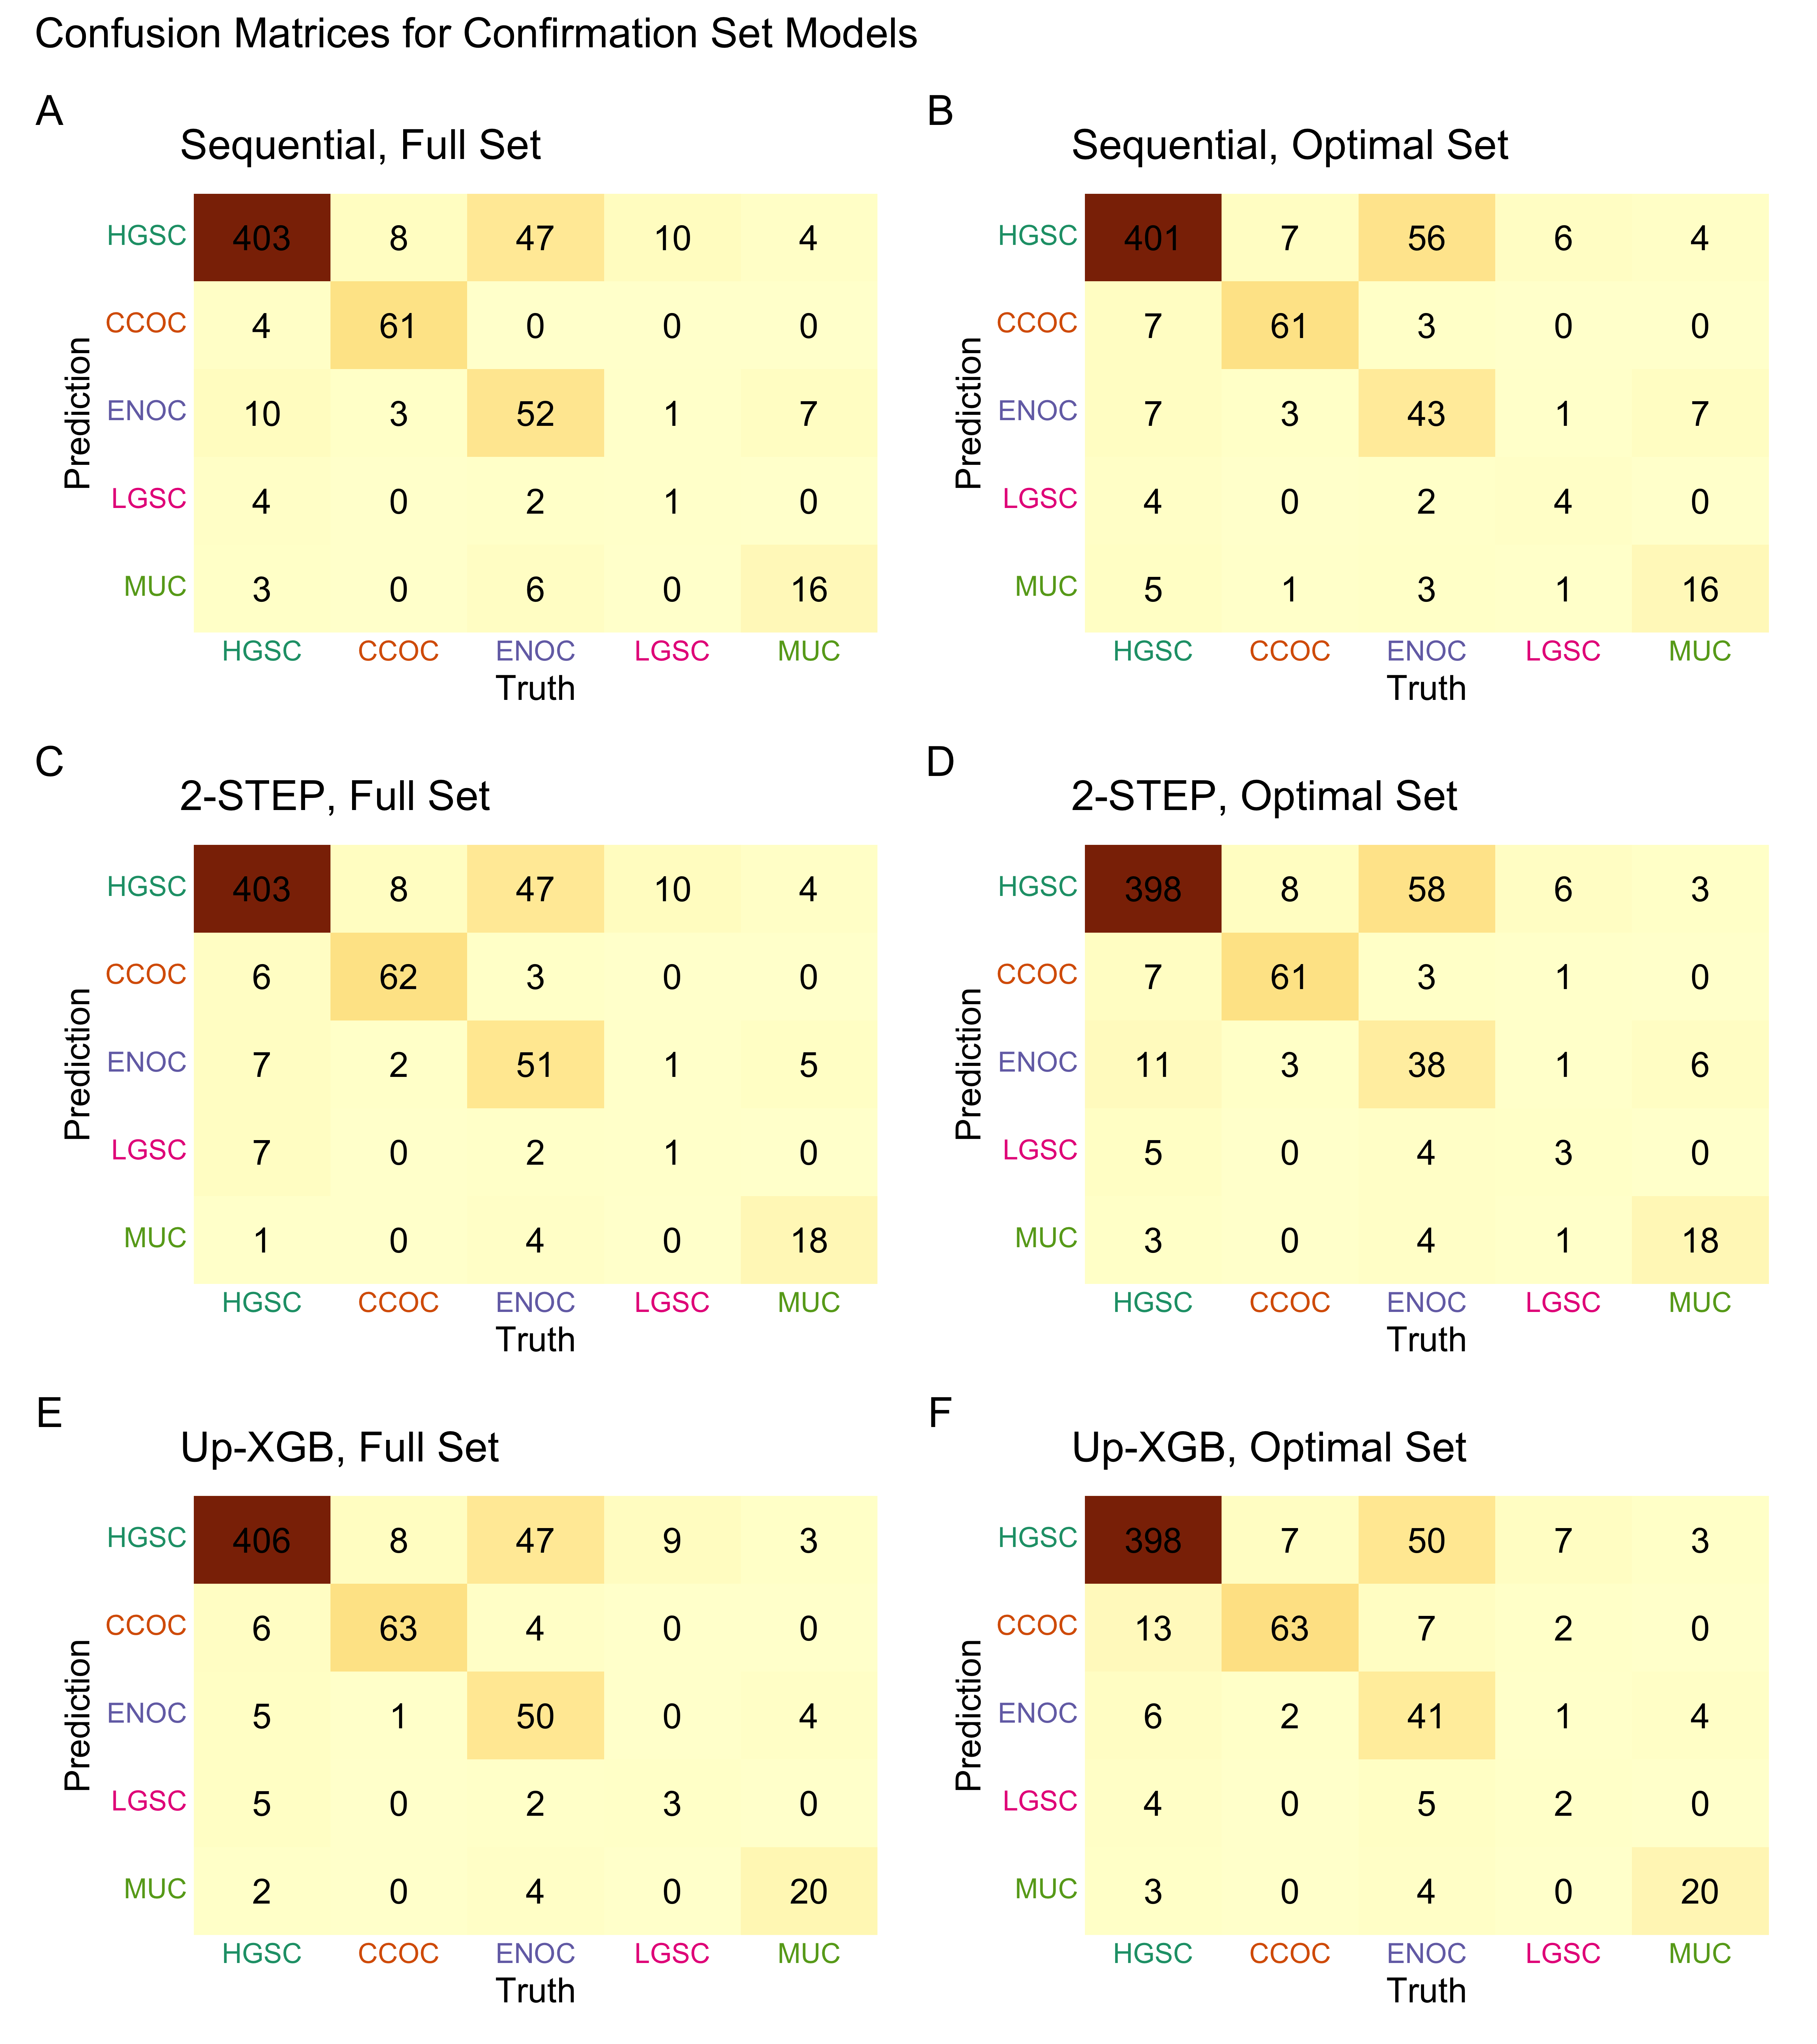 Confusion Matrices for Confirmation Set Models
A
Sequential, Full Set
Prediction
HGSC 403 8 47 10 4
CCOC 4 61 0 0 0
ENOC 10 3 52 1 7
LGSC 4 0 2 1 0
MUC 3 0 6 0 16
HGSC CCOC ENOC LGSC MUC
Truth
B
Sequential, Optimal Set
Prediction
HGSC 401 7 56 6 4
CCOC 7 61 3 0 0
ENOC 7 3 43 1 7
LGSC 4 0 2 4 0
MUC 5 1 3 1 16
HGSC CCOC ENOC LGSC MUC
Truth
C
2-STEP, Full Set
Prediction
HGSC 403 8 47 10 4
CCOC 6 62 3 0 0
ENOC 7 2 51 1 5
LGSC 7 0 2 1 0
MUC 1 0 4 0 18
HGSC CCOC ENOC LGSC MUC
Truth
D
2-STEP, Optimal Set
Prediction
HGSC 398 8 58 6 3
CCOC 7 61 3 1 0
ENOC 11 3 38 1 6
LGSC 5 0 4 3 0
MUC 3 0 4 1 18
HGSC CCOC ENOC LGSC MUC
Truth
E
Up-XGB, Full Set
Prediction
HGSC 406 8 47 9 3
CCOC 6 63 4 0 0
ENOC 5 1 50 0 4
LGSC 5 0 2 3 0
MUC 2 0 4 0 20
HGSC CCOC ENOC LGSC MUC
Truth
F
Up-XGB, Optimal Set
Prediction
HGSC 398 7 50 7 3
CCOC 13 63 7 2 0
ENOC 6 2 41 1 4
LGSC 4 0 5 2 0
MUC 3 0 4 0 20
HGSC CCOC ENOC LGSC MUC
Truth